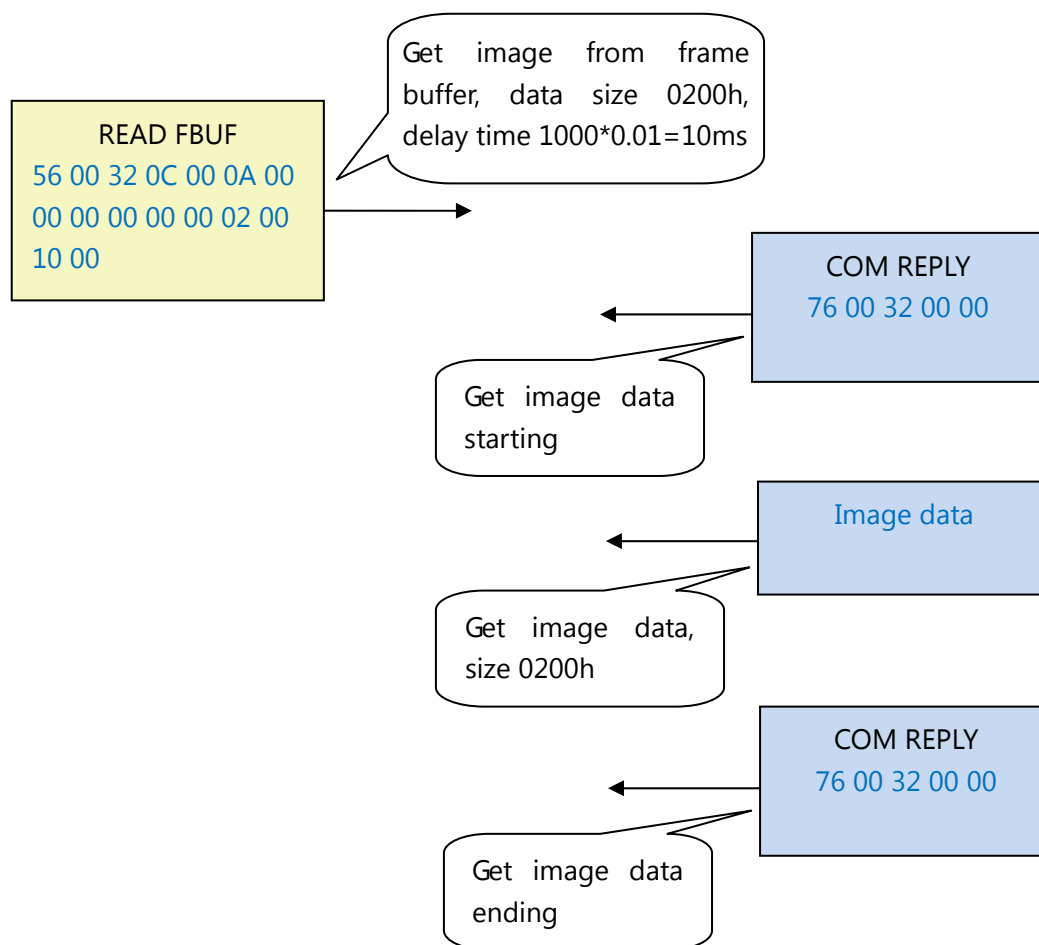 Get image from frame
buffer, data size 0200h,
delay time 1000*0.01=10ms
READ FBUF
56 00 32 0C 00 0A 00
00 00 00 00 00 02 00
10 00
COM REPLY
76 00 32 00 00
Get image data
starting
Image data
Get image data,
size 0200h
COM REPLY
76 00 32 00 00
Get image data
ending